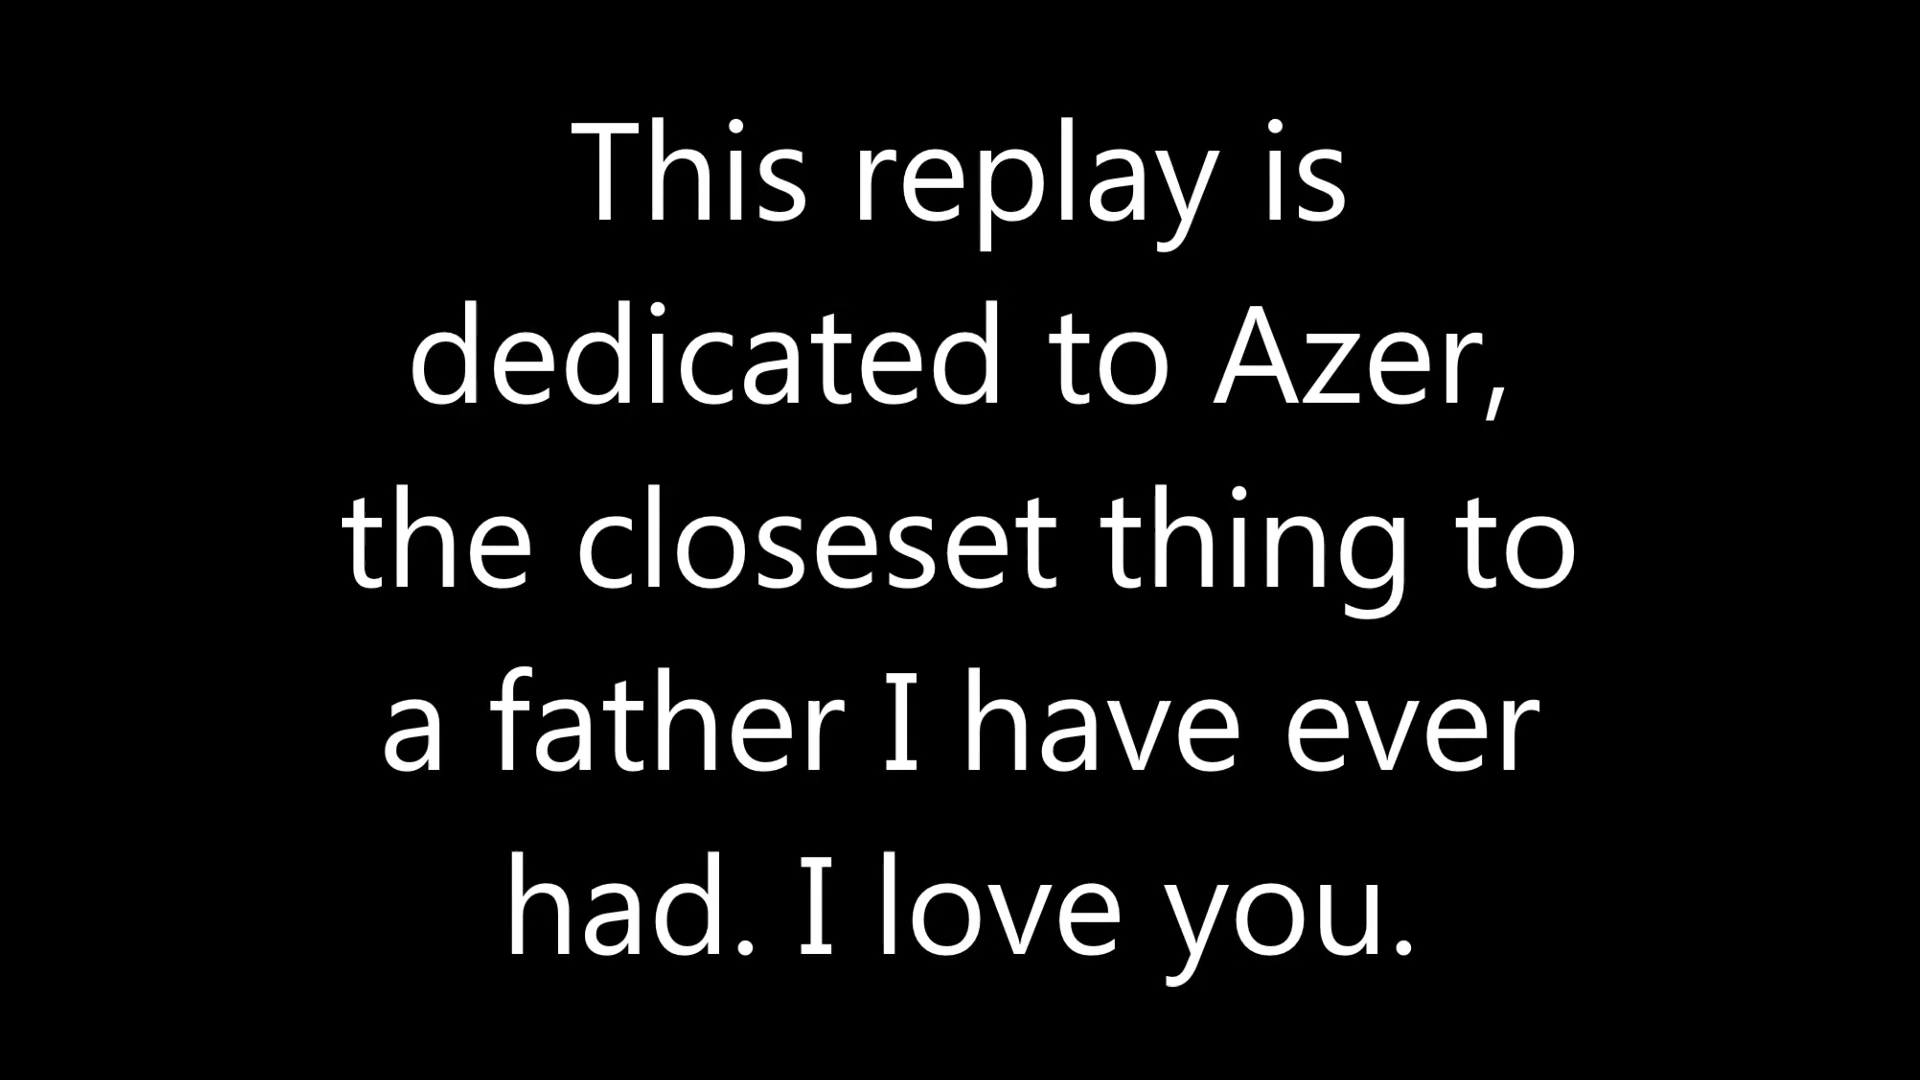 This replay is
dedicated to Azer,
the closeset thing to
a father I have ever
had. I love you.